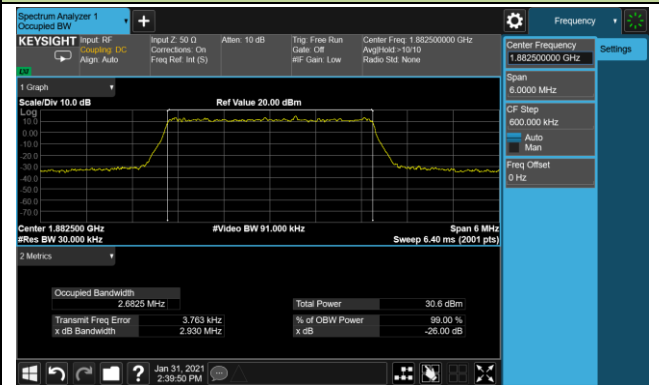 Spectrum Analyzer 1
Occupied BW
Frequency
KEYSIGHT
Input: RF
Coupling: DC
Align: Auto
Input Z: 50 Ω
Corrections: On
Freq Ref: Int (S)
Atten: 10 dB
Trig: Free Run
Gate: Off
#IF Gain: Low
Center Freq: 1.882500000 GHz
Avg|Hold:>10/10
Radio Std: None
Center Frequency
1.882500000 GHz
Settings
Span
6.0000 MHz
CF Step
600.000 kHz
Auto
Man
Freq Offset
0 Hz
1 Graph
Scale/Div 10.0 dB
Ref Value 20.00 dBm
Log
10.0
0.00
-10.0
-20.0
-30.0
-40.0
-50.0
-60.0
-70.0
Center 1.882500 GHz
#Video BW 91.000 kHz
Span 6 MHz
#Res BW 30.000 kHz
Sweep 6.40 ms (2001 pts)
2 Metrics
Occupied Bandwidth
2.6825 MHz
Total Power 30.6 dBm
Transmit Freq Error 3.763 kHz
% of OBW Power 99.00 %
x dB Bandwidth 2.930 MHz
x dB -26.00 dB
?
Jan 31, 2021
2:39:50 PM